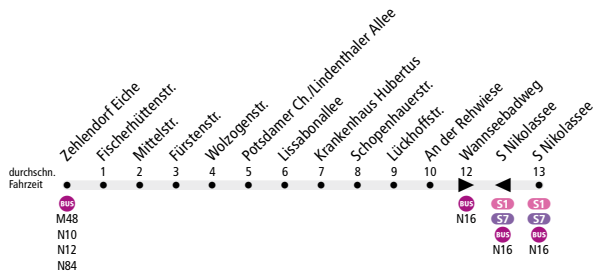 Zehlendorf Eiche
Fischerhüttenstr.
Mittelstr.
Fürstenstr.
Wolzogenstr.
Potsdamer Ch./Lindenthaler Allee
Lissabonallee
Krankenhaus Hubertus
Schopenhauerstr.
Lückhoffstr.
An der Rehwiese
Wannseebadweg
S Nikolassee
S Nikolassee
durchschn.
Fahrzeit
1 2 3 4 5 6 7 8 9 10 12 13
BUS
M48
N10
N12
N84
BUS
N16
S1
S7
BUS
N16
S1
S7
BUS
N16